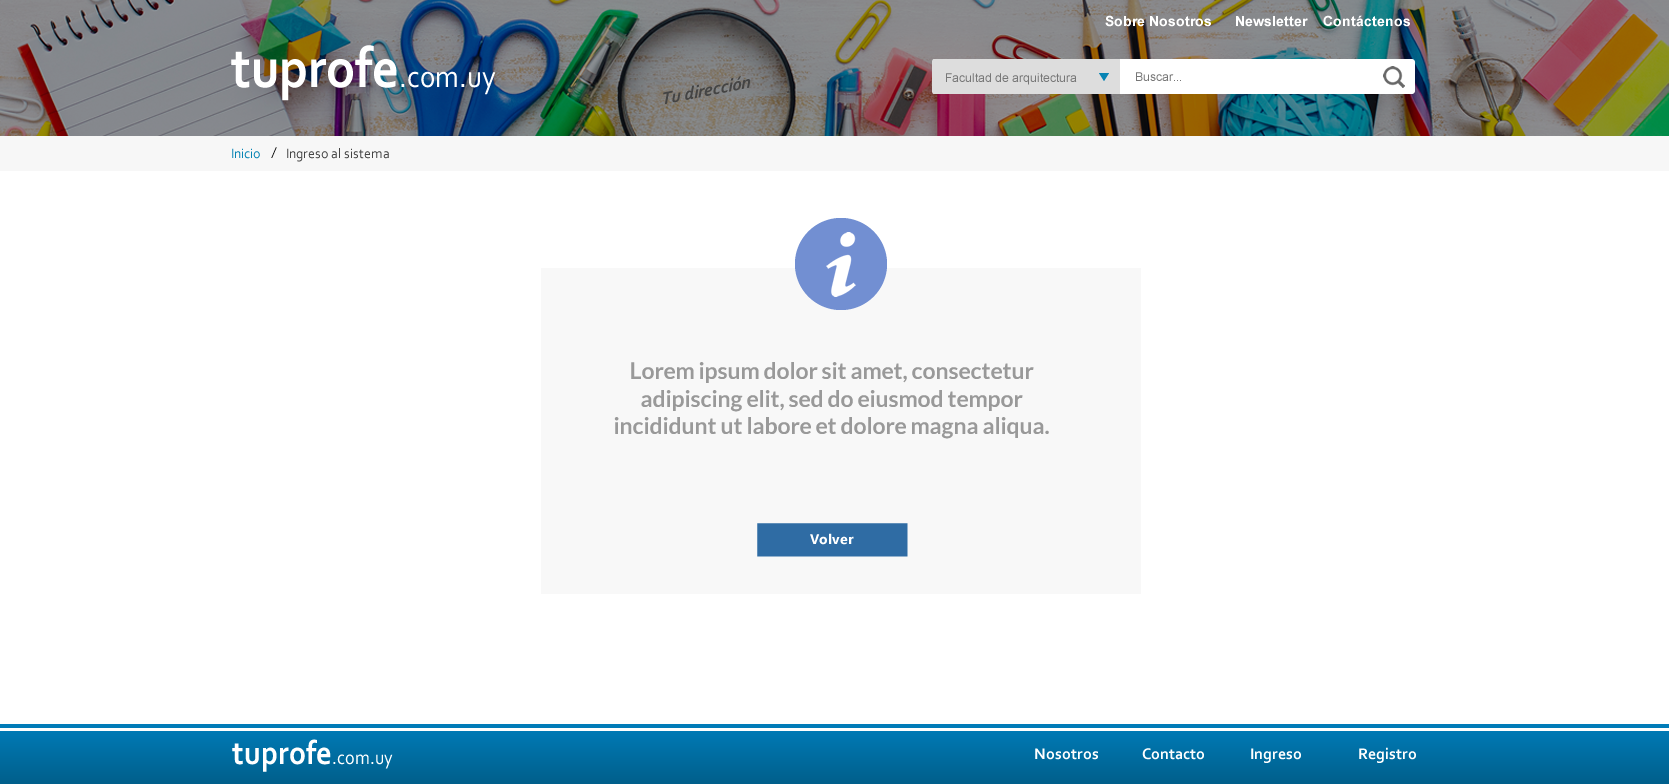 Sobre Nosotros Newsletter Contáctenos
tuprofe.com.uy
Tu dirección
Facultad de arquitectura
Buscar...
Inicio / Ingreso al sistema
i
Lorem ipsum dolor sit amet, consectetur
adipiscing elit, sed do eiusmod tempor
incididunt ut labore et dolore magna aliqua.
Volver
tuprofe.com.uy
Nosotros Contacto Ingreso Registro